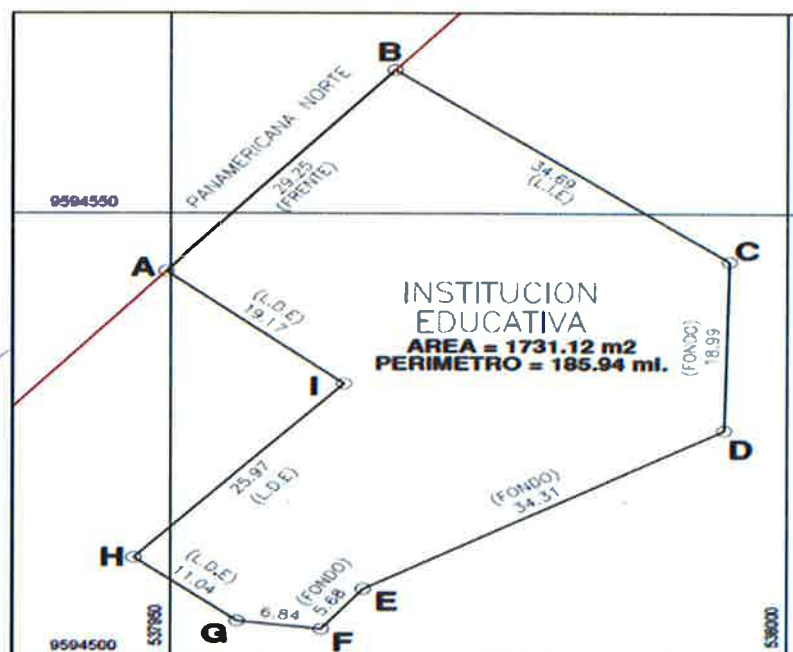 B
PANAMERICANA NORTE
29.25
(FRENTE)
34.69
(L.I.E)
9594550
A
C
(L.D.E)
19.17
INSTITUCION
EDUCATIVA
AREA = 1731.12 m2
PERIMETRO = 185.94 ml.
(FONDO)
18.99
I
D
25.97
(L.D.E)
(FONDO)
34.31
H
(L.D.E)
11.04
(FONDO)
5.68
E
6.84
G
F
537950
538000
9594500